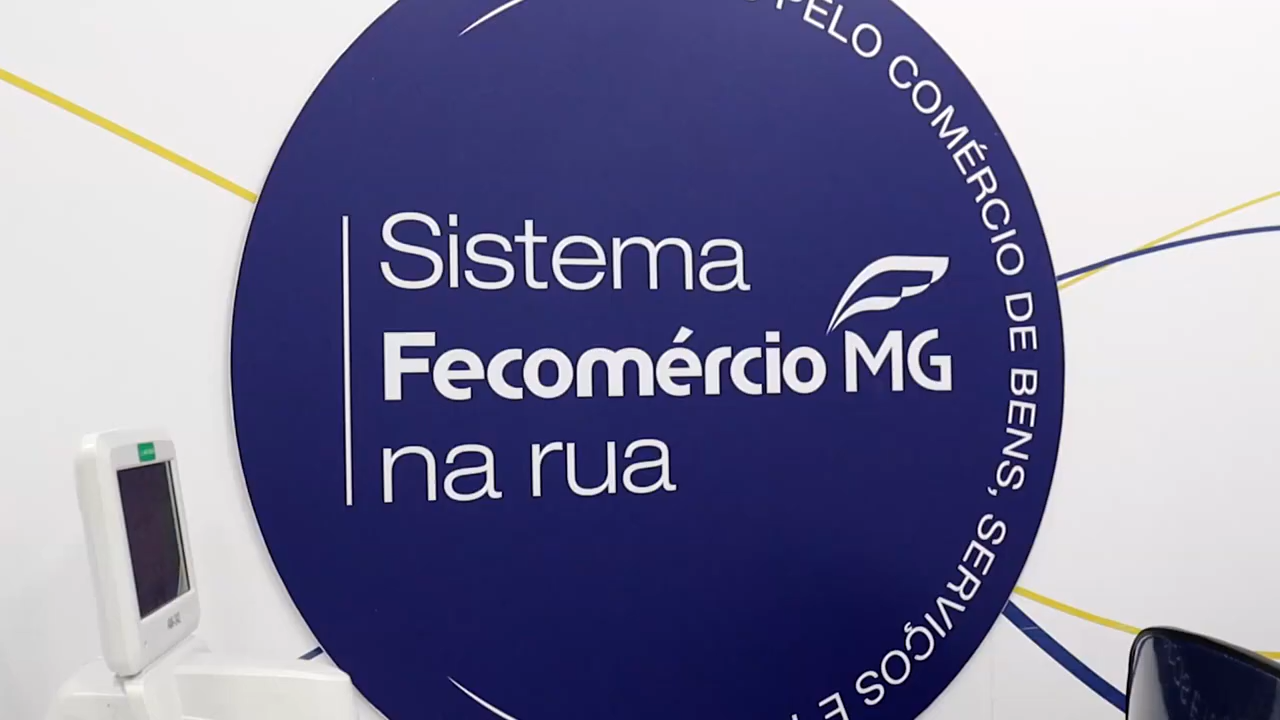 Sistema
Fecomércio MG
na rua
PELO COMÉRCIO DE BENS, SERVIÇOS E